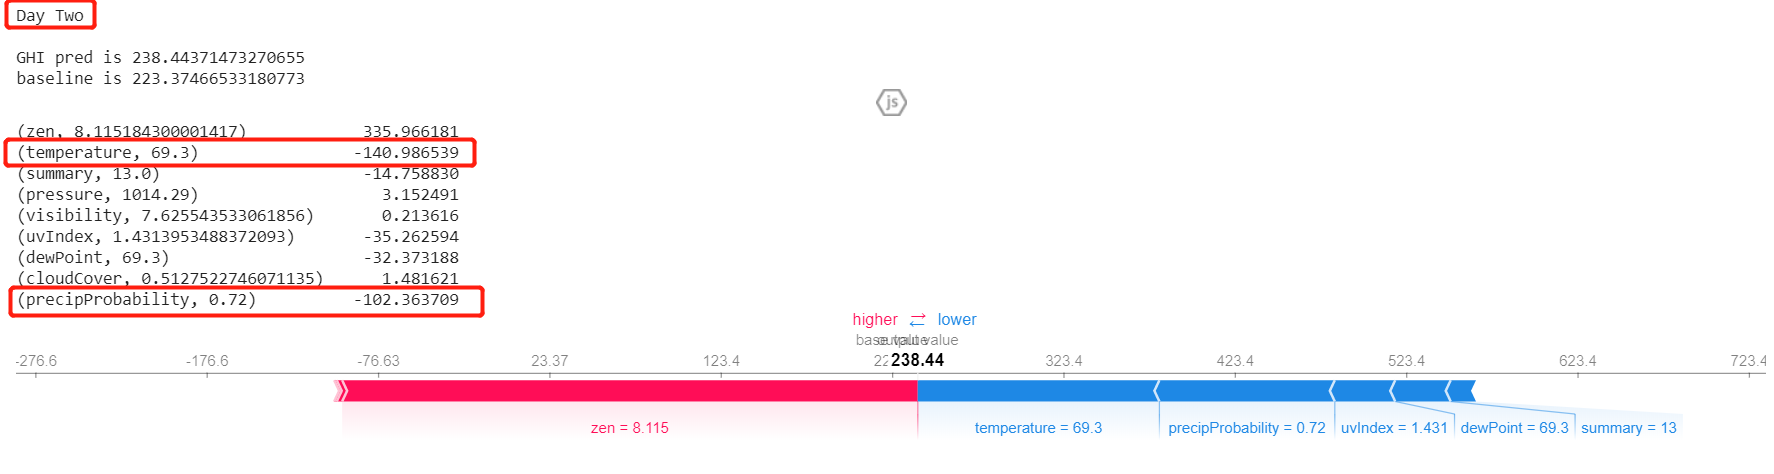 Day Two
GHI pred is 238.44371473270655
baseline is 223.37466533180773
(zen, 8.115184300001417) 335.966181
(temperature, 69.3) -140.986539
(summary, 13.0) -14.758830
(pressure, 1014.29) 3.152491
(visibility, 7.625543533061856) 0.213616
(uvIndex, 1.4313953488372093) -35.262594
(dewPoint, 69.3) -32.373188
(cloudCover, 0.5127522746071135) 1.481621
(precipProbability, 0.72) -102.363709
js
higher lower
base value output value
-276.6 -176.6 -76.63 23.37 123.4 238.44 323.4 423.4 523.4 623.4 723.4
zen = 8.115 temperature = 69.3 precipProbability = 0.72 uvIndex = 1.431 dewPoint = 69.3 summary = 13